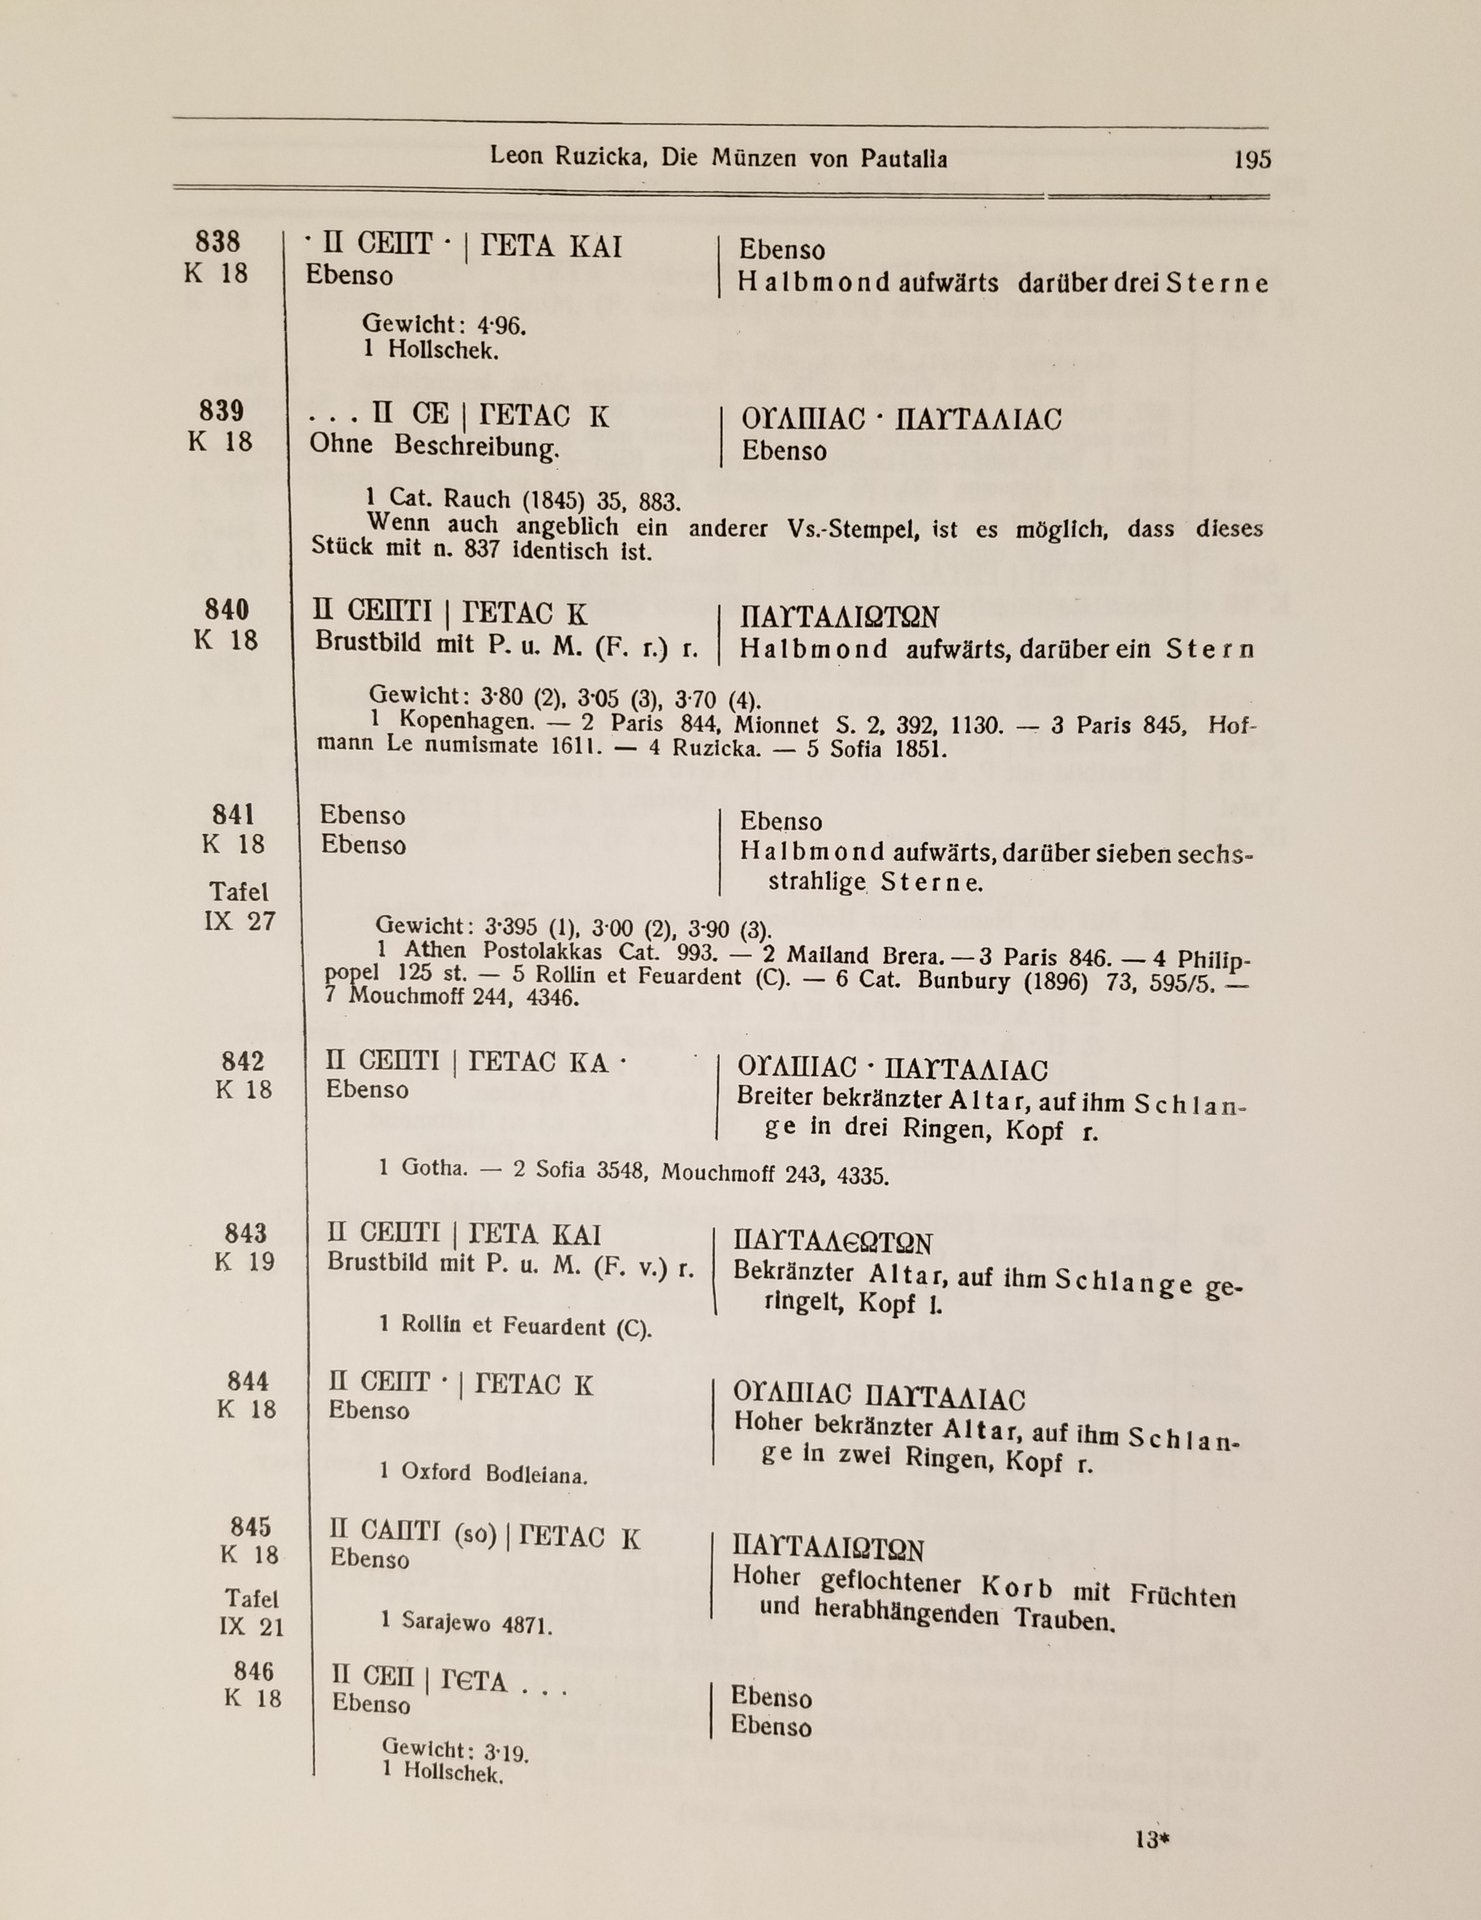 Leon Ruzicka, Die Münzen von Pautalia 195
838 · Π СЕПТ · | ΓΕΤΑ ΚΑΙ Ebenso
K 18 Ebenso Halbmond aufwärts darüber drei Sterne
Gewicht: 4·96.
1 Hollschek.
839 . . . Π CE | ΓΕΤΑC Κ ΟΥΛΠΙΑC · ΠΑΥΤΑΛΙΑC
K 18 Ohne Beschreibung. Ebenso
1 Cat. Rauch (1845) 35, 883.
Wenn auch angeblich ein anderer Vs.-Stempel, ist es möglich, dass dieses
Stück mit n. 837 identisch ist.
840 Π CEΠΤΙ | ΓΕΤΑC Κ ΠΑΥΤΑΛΙΩΤΩΝ
K 18 Brustbild mit P. u. M. (F. r.) r. Halbmond aufwärts, darüber ein Stern
Gewicht: 3·80 (2), 3·05 (3), 3·70 (4).
1 Kopenhagen. — 2 Paris 844, Mionnet S. 2, 392, 1130. — 3 Paris 845, Hof-
mann Le numismate 1611. — 4 Ruzicka. — 5 Sofia 1851.
841 Ebenso Ebenso
K 18 Ebenso Halbmond aufwärts, darüber sieben sechs-
Tafel strahlige Sterne.
IX 27 Gewicht: 3·395 (1), 3·00 (2), 3·90 (3).
1 Athen Postolakkas Cat. 993. — 2 Mailand Brera. — 3 Paris 846. — 4 Philip-
popel 125 st. — 5 Rollin et Feuardent (C). — 6 Cat. Bunbury (1896) 73, 595/5. —
7 Mouchmoff 244, 4346.
842 Π CEΠΤΙ | ΓΕΤΑC ΚΑ · ΟΥΛΠΙΑC · ΠΑΥΤΑΛΙΑC
K 18 Ebenso Breiter bekränzter Altar, auf ihm Schlan-
ge in drei Ringen, Kopf r.
1 Gotha. — 2 Sofia 3548, Mouchmoff 243, 4335.
843 Π CEΠΤΙ | ΓΕΤΑ ΚΑΙ ΠΑΥΤΑΛЄΩΤΩΝ
K 19 Brustbild mit P. u. M. (F. v.) r. Bekränzter Altar, auf ihm Schlange ge-
ringelt, Kopf l.
1 Rollin et Feuardent (C).
844 Π CEΠΤ · | ΓΕΤΑC Κ ΟΥΛΠΙΑC ΠΑΥΤΑΛΙΑC
K 18 Ebenso Hoher bekränzter Altar, auf ihm Schlan-
ge in zwei Ringen, Kopf r.
1 Oxford Bodleiana.
845 Π CΑΠΤΙ (so) | ΓΕΤΑC Κ ΠΑΥΤΑΛΙΩΤΩΝ
K 18 Ebenso Hoher geflochtener Korb mit Früchten
Tafel und herabhängenden Trauben.
IX 21 1 Sarajewo 4871.
846 Π CEΠ | ΓЄΤΑ . . . Ebenso
K 18 Ebenso Ebenso
Gewicht: 3·19.
1 Hollschek.
13*